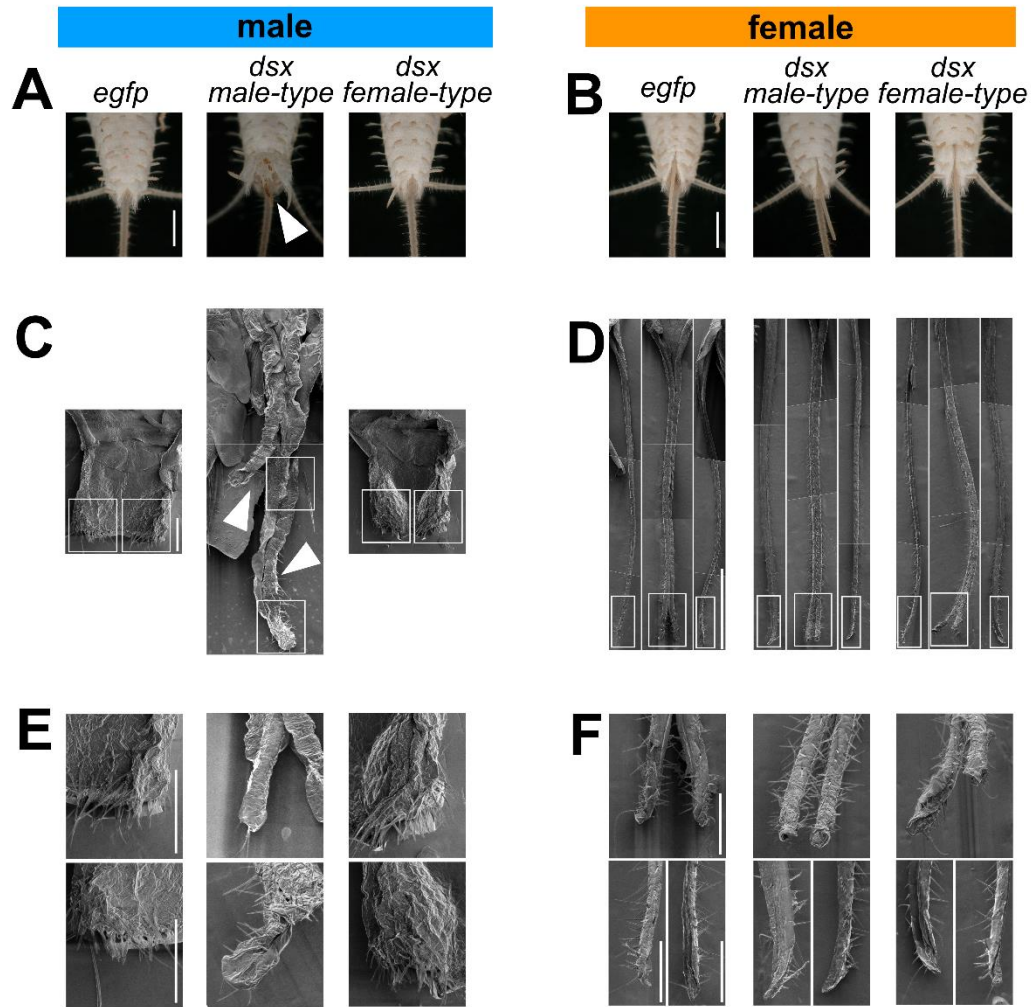 male
female
A
egfp
dsx
male-type
dsx
female-type
B
egfp
dsx
male-type
dsx
female-type
C
D
E
F